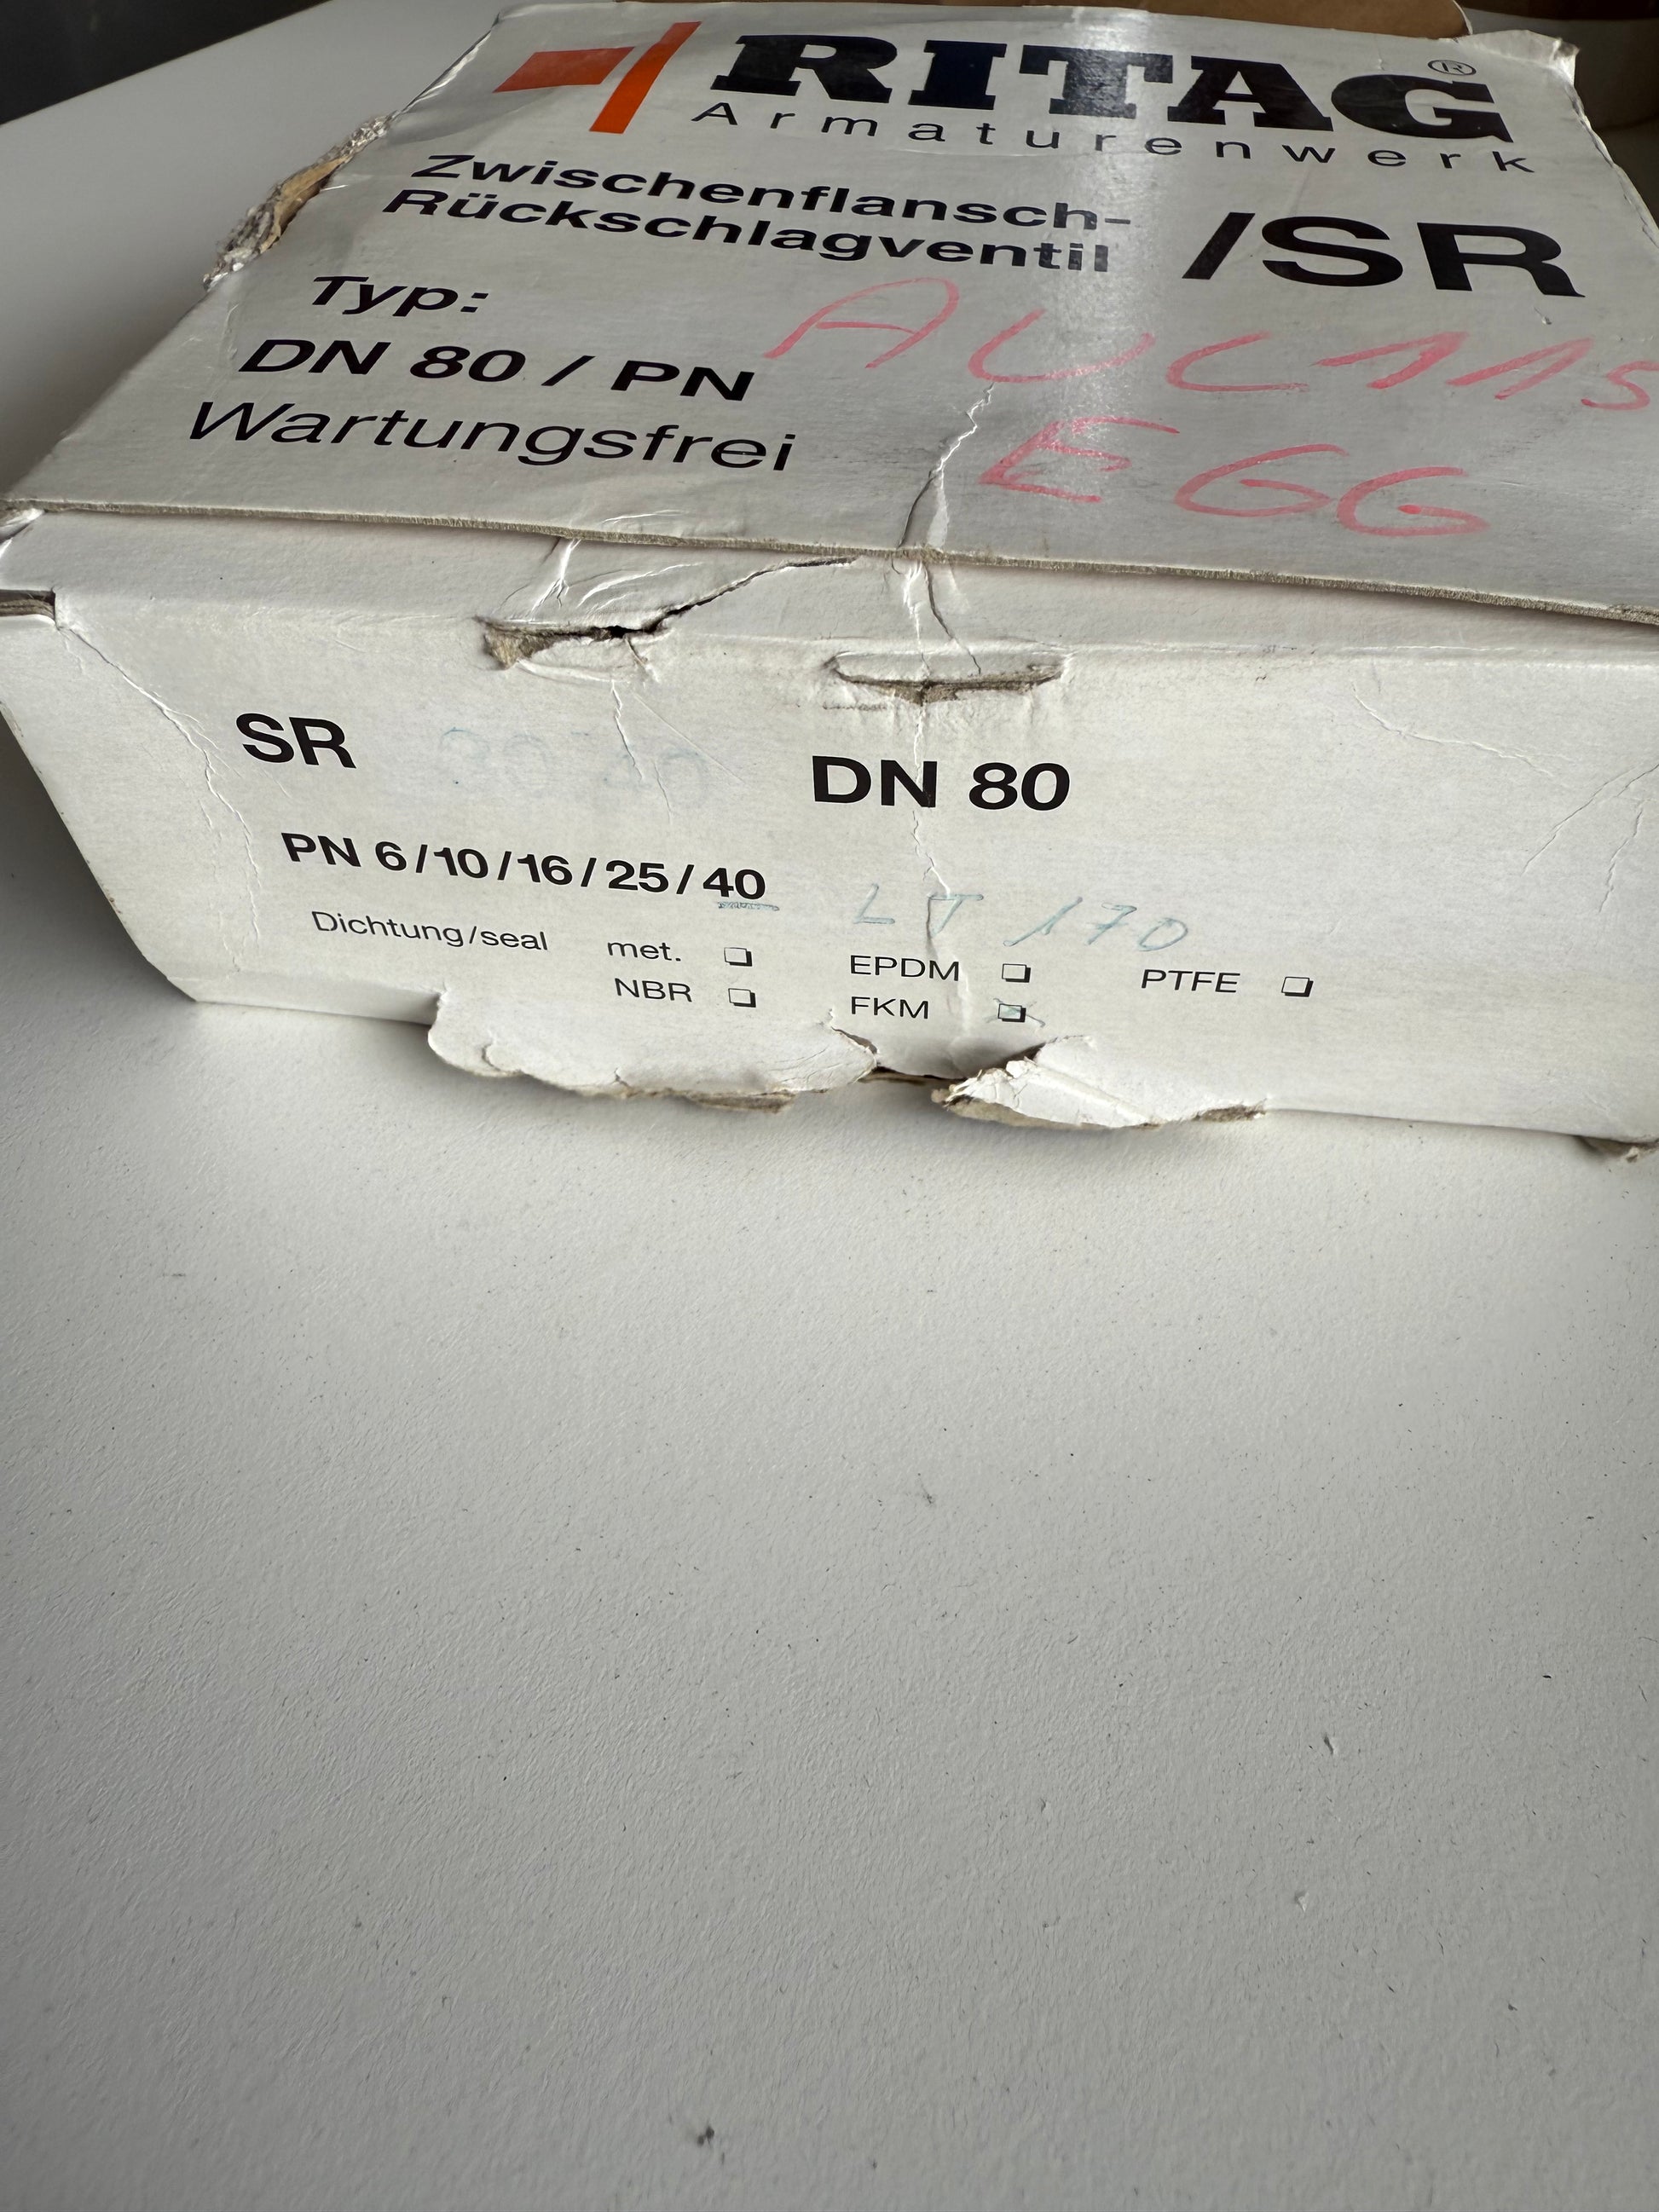 RITAG®
Armaturenwerk
Zwischenflansch-
Rückschlagventil /SR
Typ:
DN 80 / PN
Wartungsfrei
EGG
SR DN 80
PN 6/10/16/25/40
LT 170
Dichtung/seal met. EPDM PTFE
NBR FKM